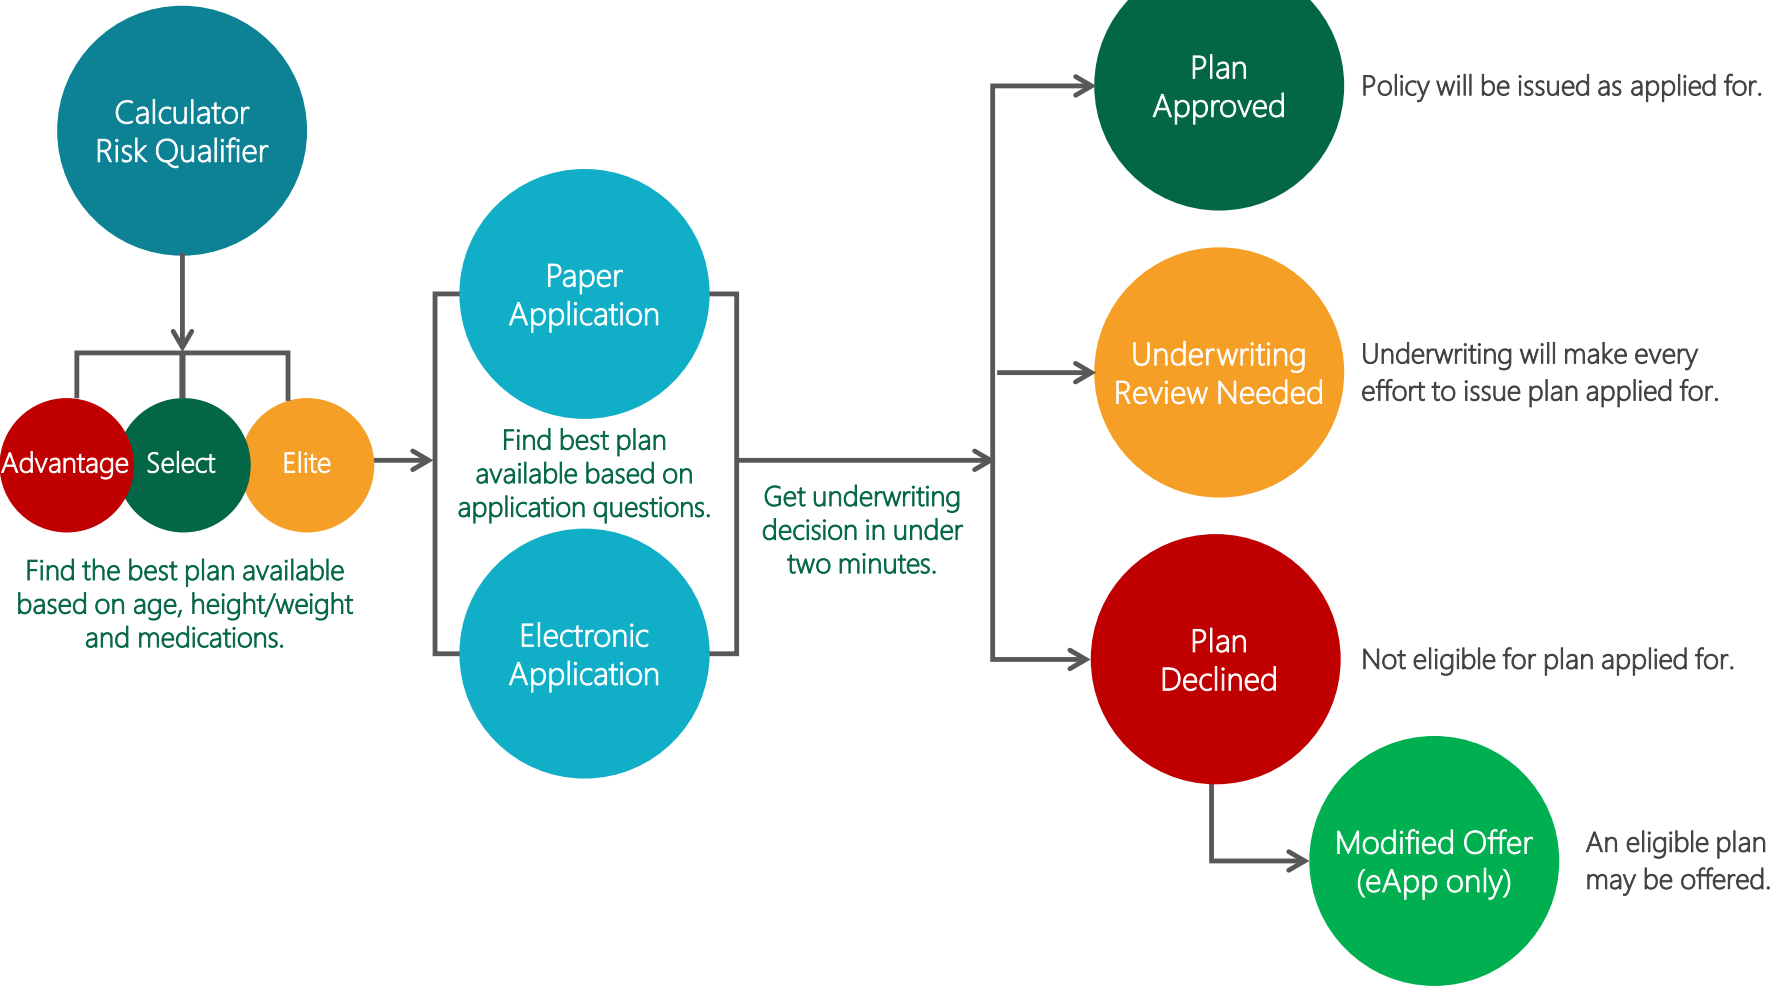 Calculator
Risk Qualifier
Advantage
Select
Elite
Find the best plan available
based on age, height/weight
and medications.
Paper
Application
Find best plan
available based on
application questions.
Electronic
Application
Get underwriting
decision in under
two minutes.
Plan
Approved
Policy will be issued as applied for.
Underwriting
Review Needed
Underwriting will make every
effort to issue plan applied for.
Plan
Declined
Not eligible for plan applied for.
Modified Offer
(eApp only)
An eligible plan
may be offered.